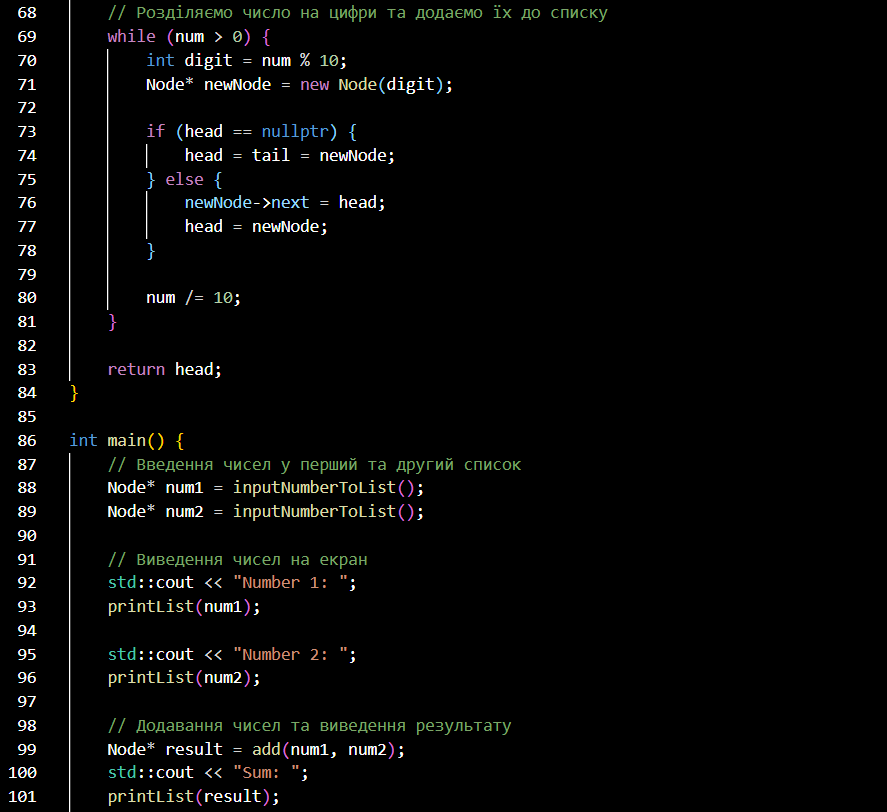 68 // Розділяємо число на цифри та додаємо їх до списку
69 while (num > 0) {
70 int digit = num % 10;
71 Node* newNode = new Node(digit);
72
73 if (head == nullptr) {
74 head = tail = newNode;
75 } else {
76 newNode->next = head;
77 head = newNode;
78 }
79
80 num /= 10;
81 }
82
83 return head;
84 }
85
86 int main() {
87 // Введення чисел у перший та другий список
88 Node* num1 = inputNumberToList();
89 Node* num2 = inputNumberToList();
90
91 // Виведення чисел на екран
92 std::cout << "Number 1: ";
93 printList(num1);
94
95 std::cout << "Number 2: ";
96 printList(num2);
97
98 // Додавання чисел та виведення результату
99 Node* result = add(num1, num2);
100 std::cout << "Sum: ";
101 printList(result);